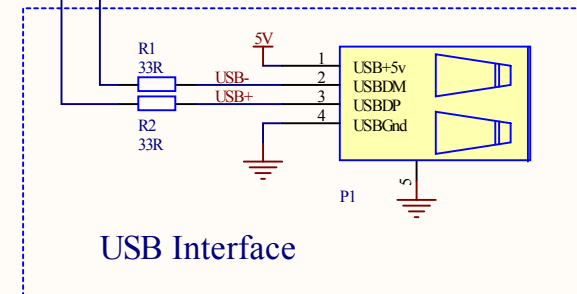 R1
33R
5V
USB-
USB+
R2
33R
1
2
3
4
USB+5v
USBDM
USBDP
USBGnd
5
P1
USB Interface